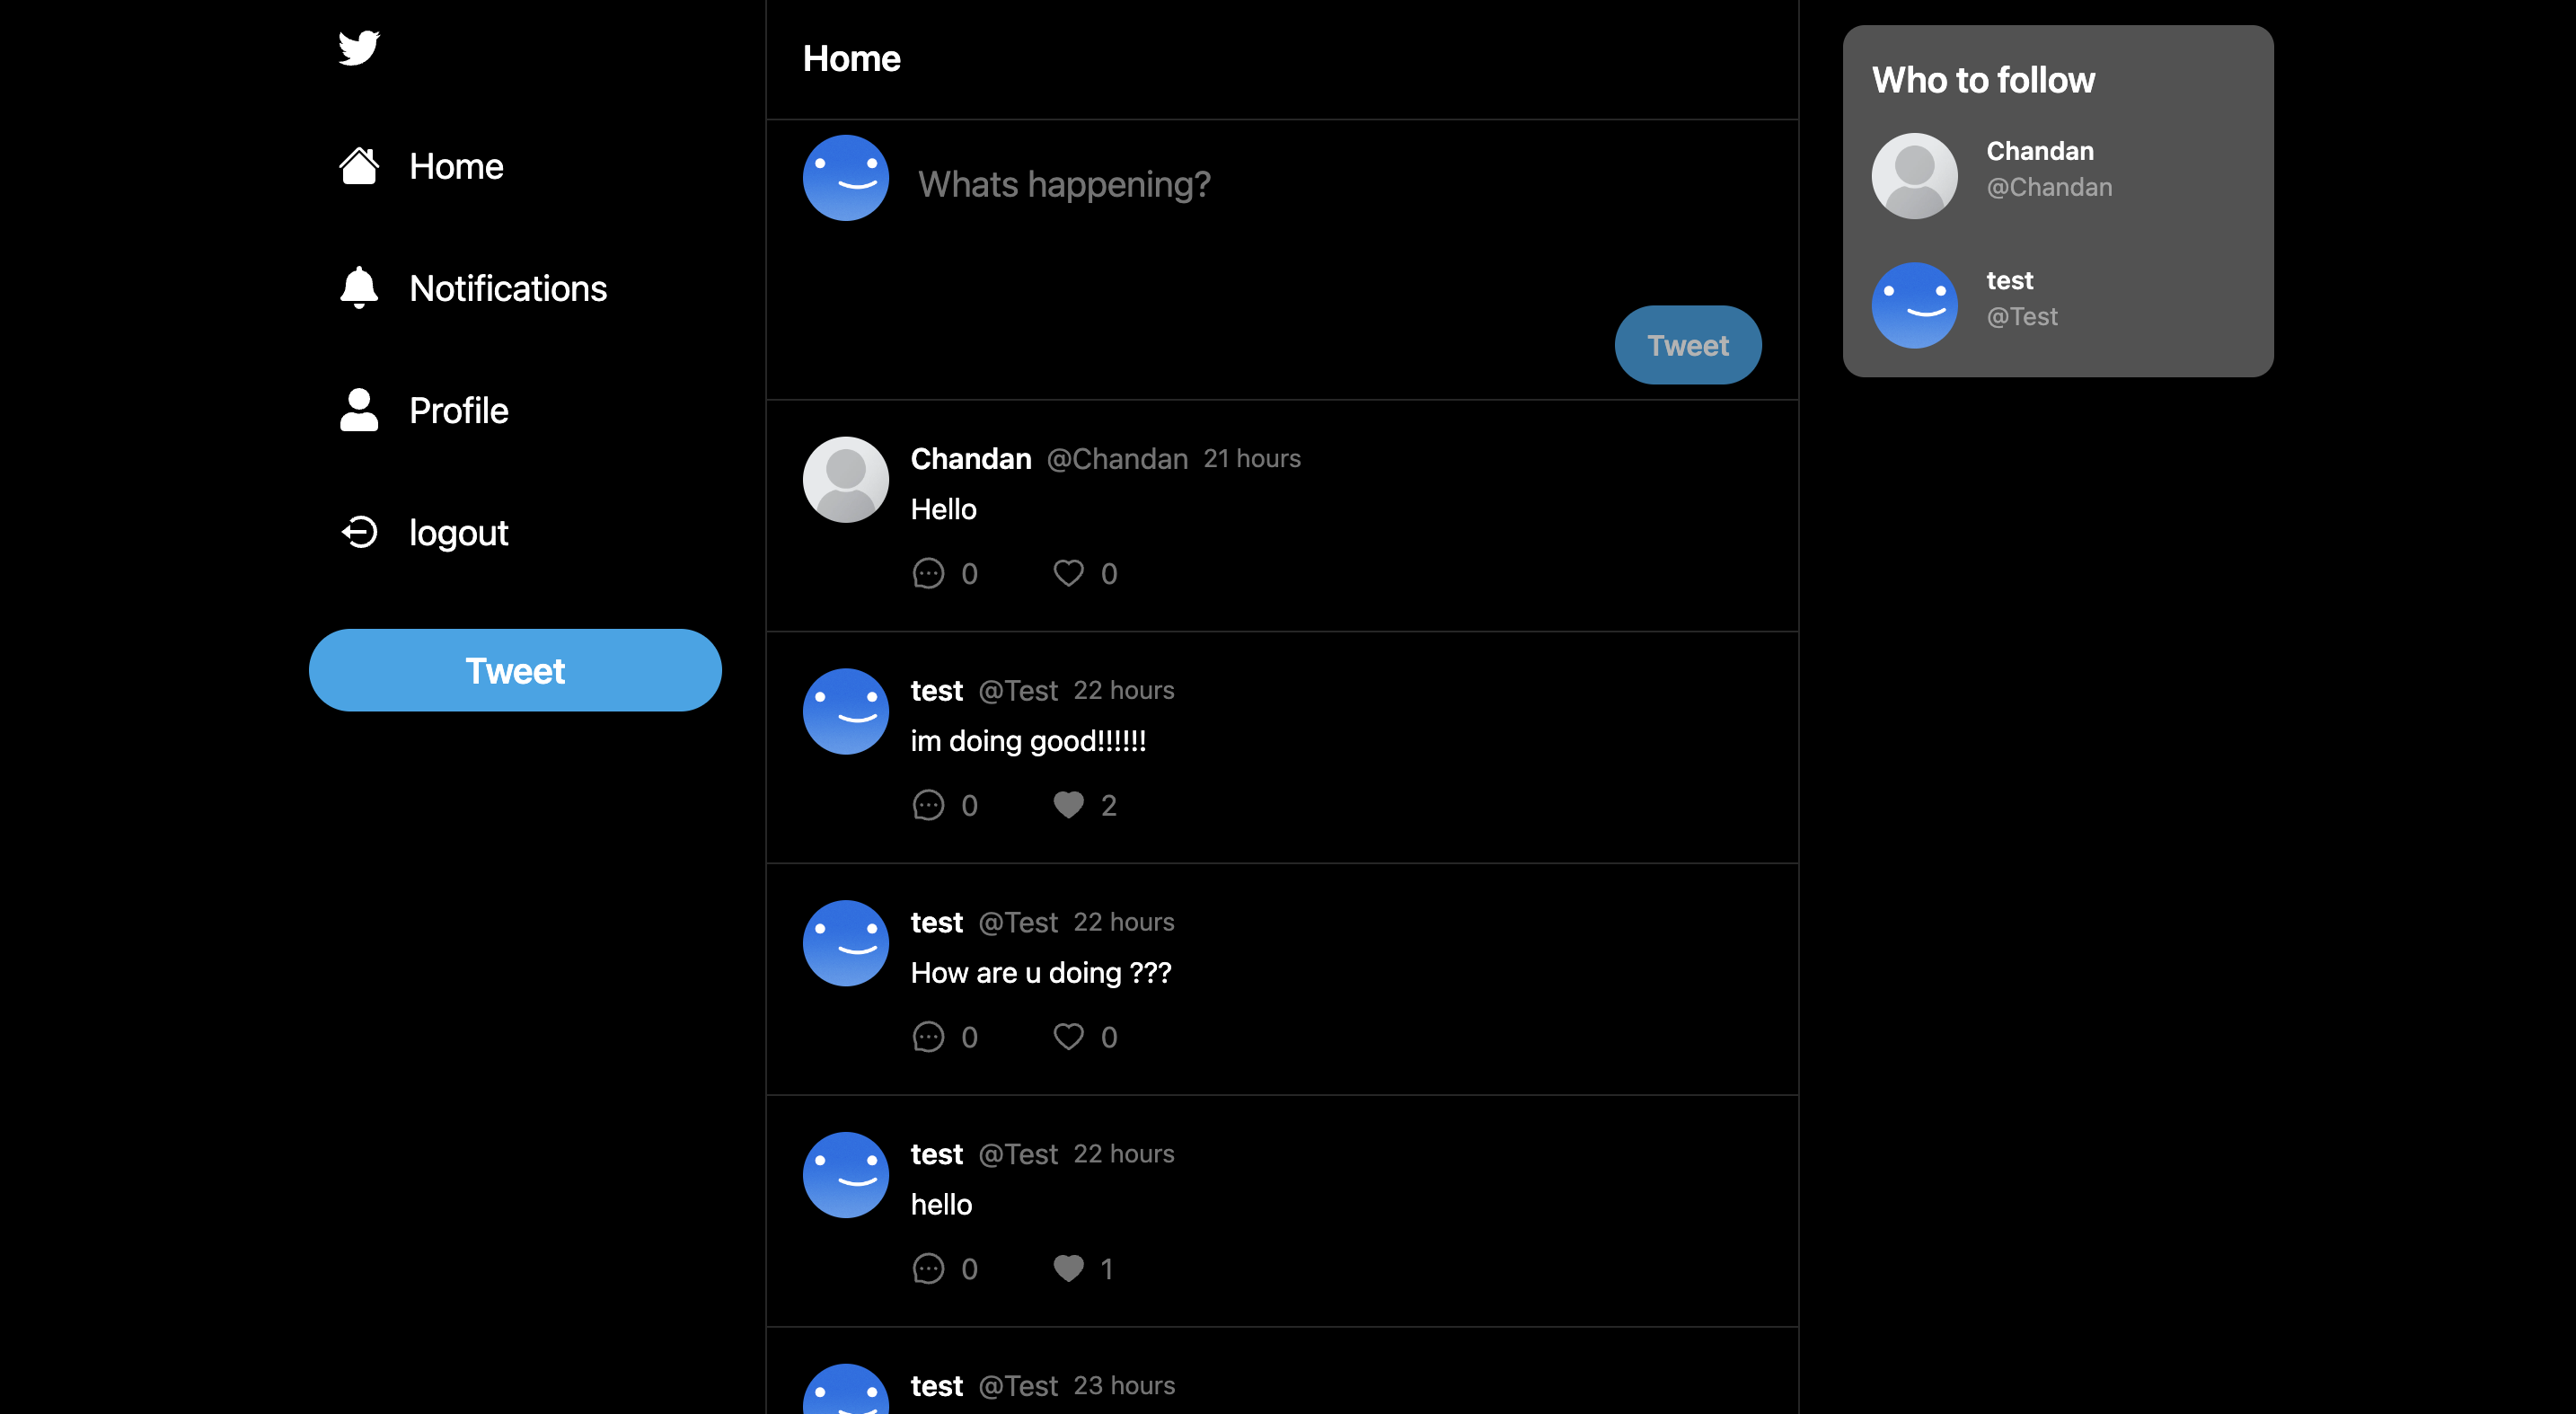 Home
Notifications
Profile
logout
Tweet
Home
Whats happening?
Tweet
Chandan @Chandan 21 hours
Hello
0 0
test @Test 22 hours
im doing good!!!!!!
0 2
test @Test 22 hours
How are u doing ???
0 0
test @Test 22 hours
hello
0 1
test @Test 23 hours
Who to follow
Chandan
@Chandan
test
@Test